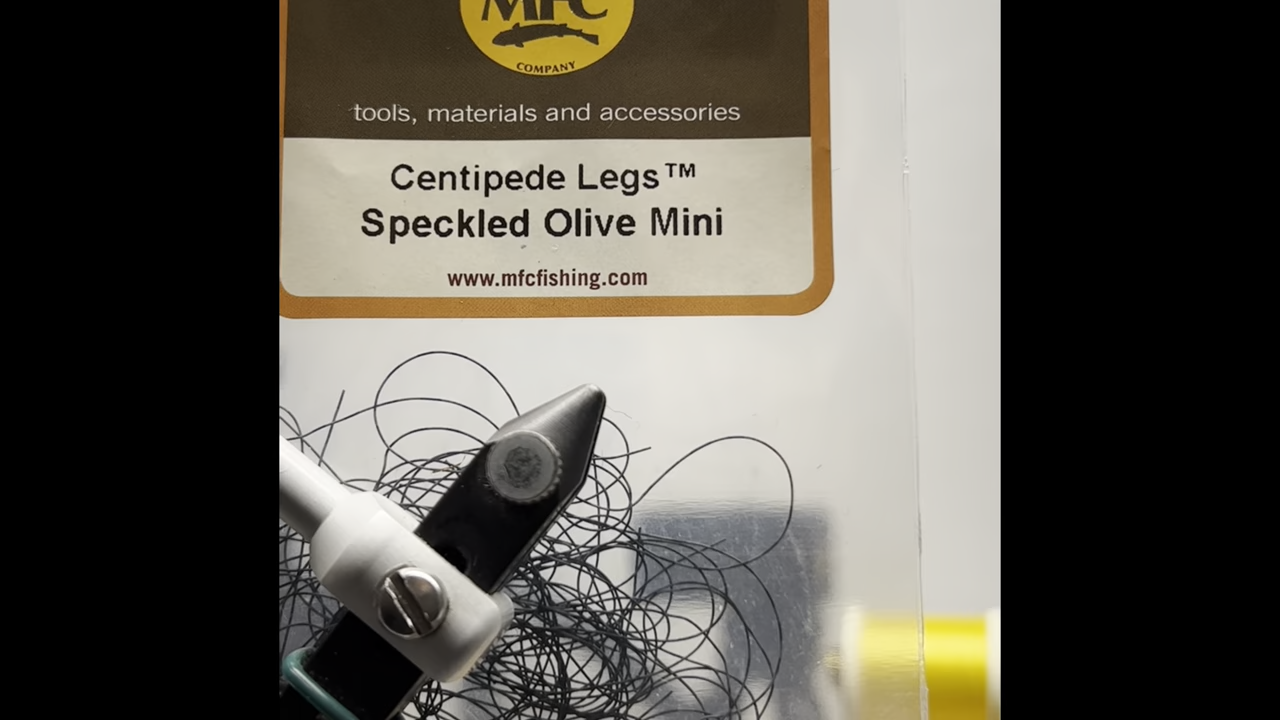 MFC
COMPANY
tools, materials and accessories
Centipede Legs™
Speckled Olive Mini
www.mfcfishing.com